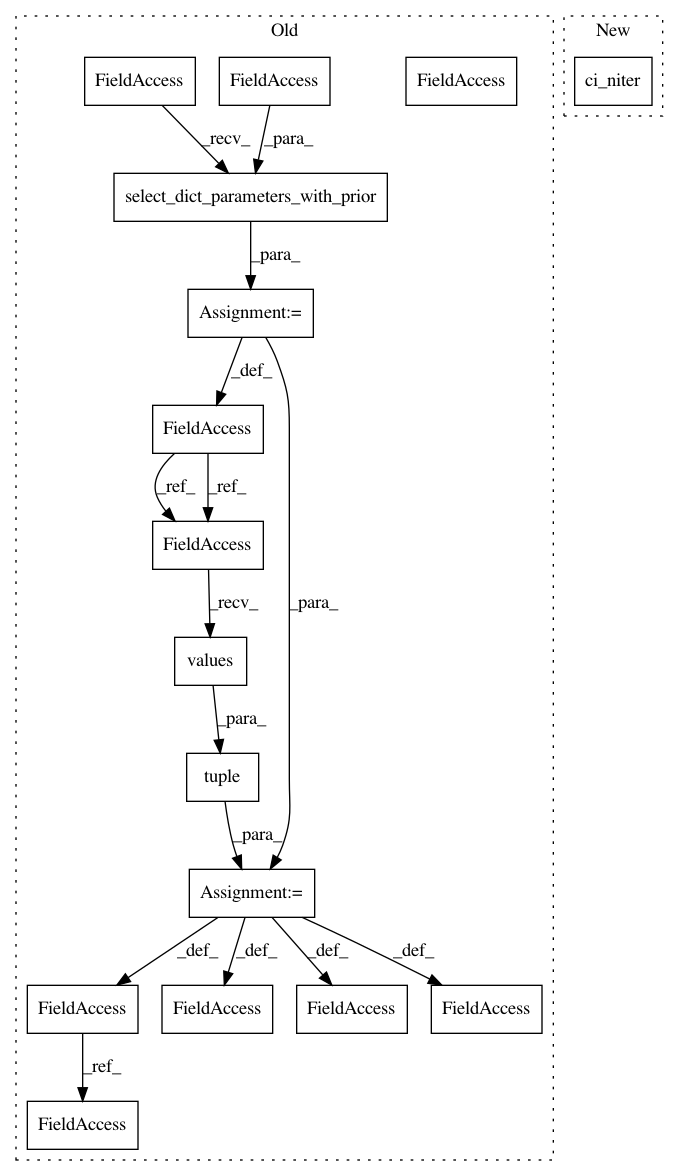 Old
New
FieldAccess
FieldAccess
FieldAccess
ci_niter
_recv_
_para_
select_dict_parameters_with_prior
_para_
Assignment:=
_def_
FieldAccess
_ref_
_ref_
FieldAccess
_recv_
_para_
values
_para_
tuple
_para_
Assignment:=
_def_
_def_
_def_
_def_
FieldAccess
FieldAccess
FieldAccess
FieldAccess
_ref_
FieldAccess